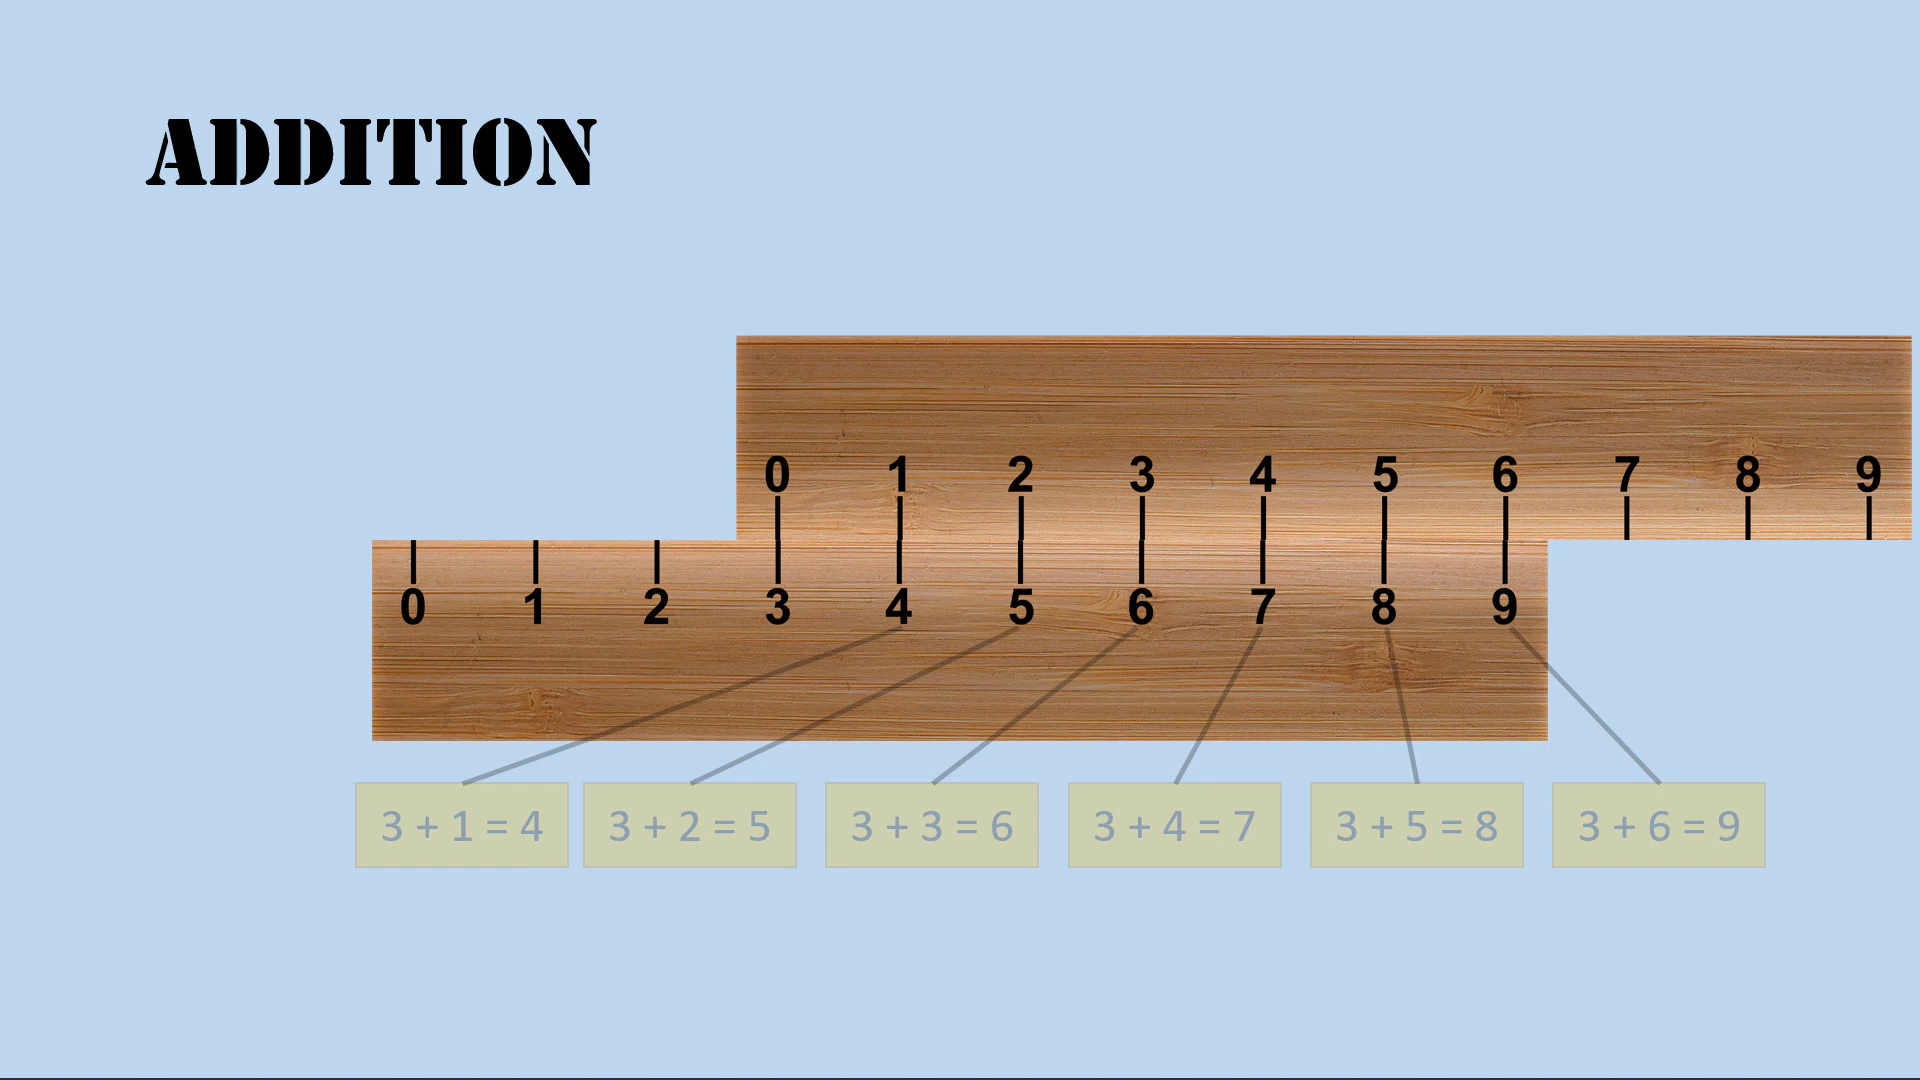 ADDITION
0 1 2 3 4 5 6 7 8 9
0 1 2 3 4 5 6 7 8 9
3 + 1 = 4
3 + 2 = 5
3 + 3 = 6
3 + 4 = 7
3 + 5 = 8
3 + 6 = 9